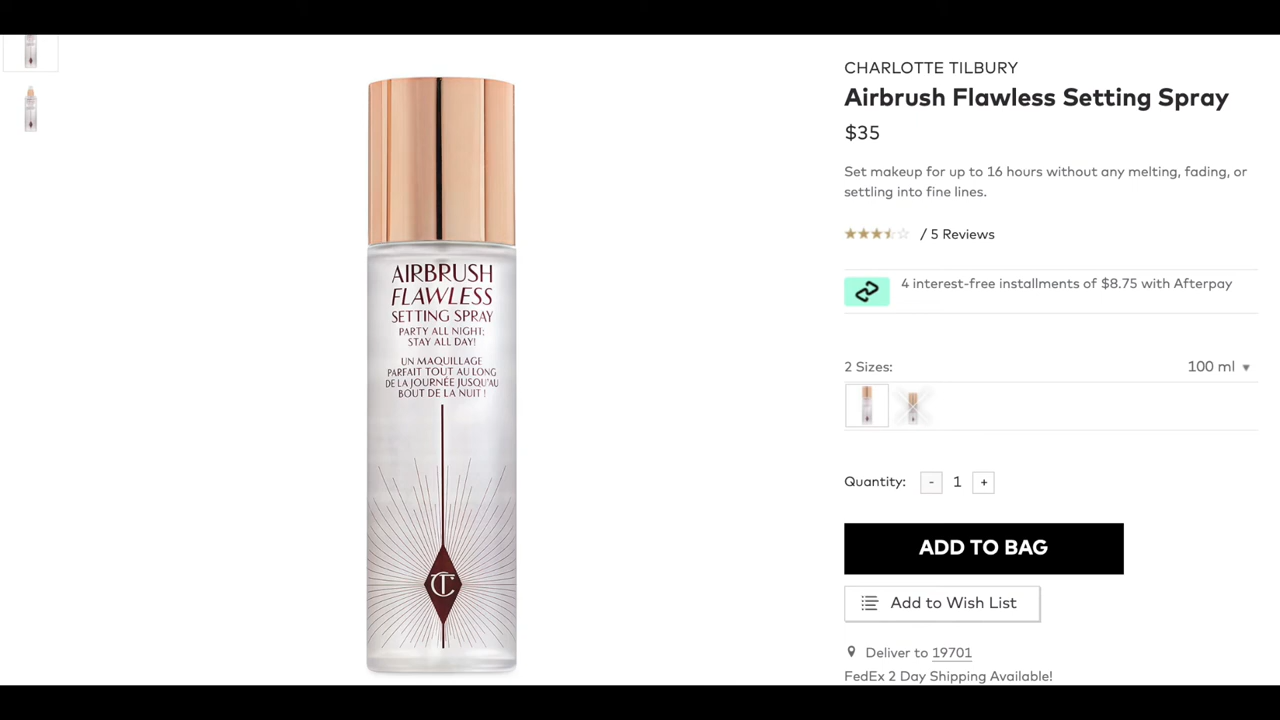 AIRBRUSH
FLAWLESS
SETTING SPRAY
PARTY ALL NIGHT;
STAY ALL DAY!
UN MAQUILLAGE
PARFAIT TOUT AU LONG
DE LA JOURNÉE JUSQU'AU
BOUT DE LA NUIT !
CT
CHARLOTTE TILBURY
Airbrush Flawless Setting Spray
$35
Set makeup for up to 16 hours without any melting, fading, or
settling into fine lines.
/ 5 Reviews
4 interest-free installments of $8.75 with Afterpay
2 Sizes: 100 ml
Quantity: - 1 +
ADD TO BAG
Add to Wish List
Deliver to 19701
FedEx 2 Day Shipping Available!